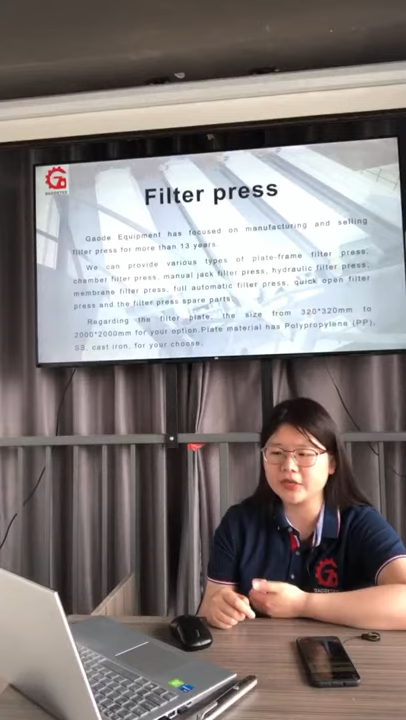 Filter press
Gaode Equipment has focused on manufacturing and selling
filter press for more than 13 years.
We can provide various types of plate-frame filter press,
chamber filter press, manual jack filter press, hydraulic filter press,
membrane filter press, full automatic filter press, quick open filter
press and the filter press spare parts.
Regarding the filter plate, the size from 320*320mm to
2000*2000mm for your option.Plate material has Polypropylene (PP),
SS, cast iron, for your choose.